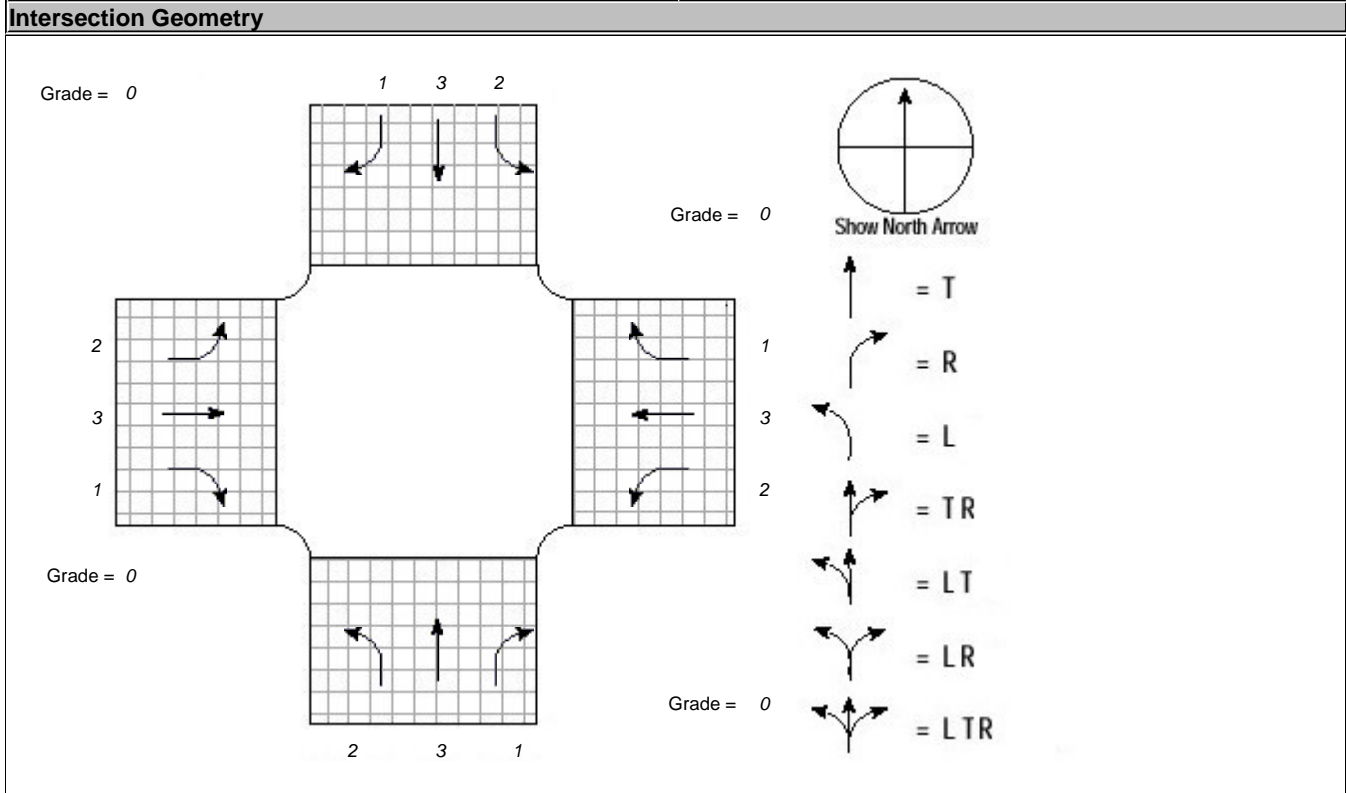 Intersection Geometry
Grade = 0
1 3 2
Grade = 0
Show North Arrow
= T
= R
= L
= TR
= LT
= LR
= LTR
2
3
1
1
3
2
Grade = 0
Grade = 0
2 3 1